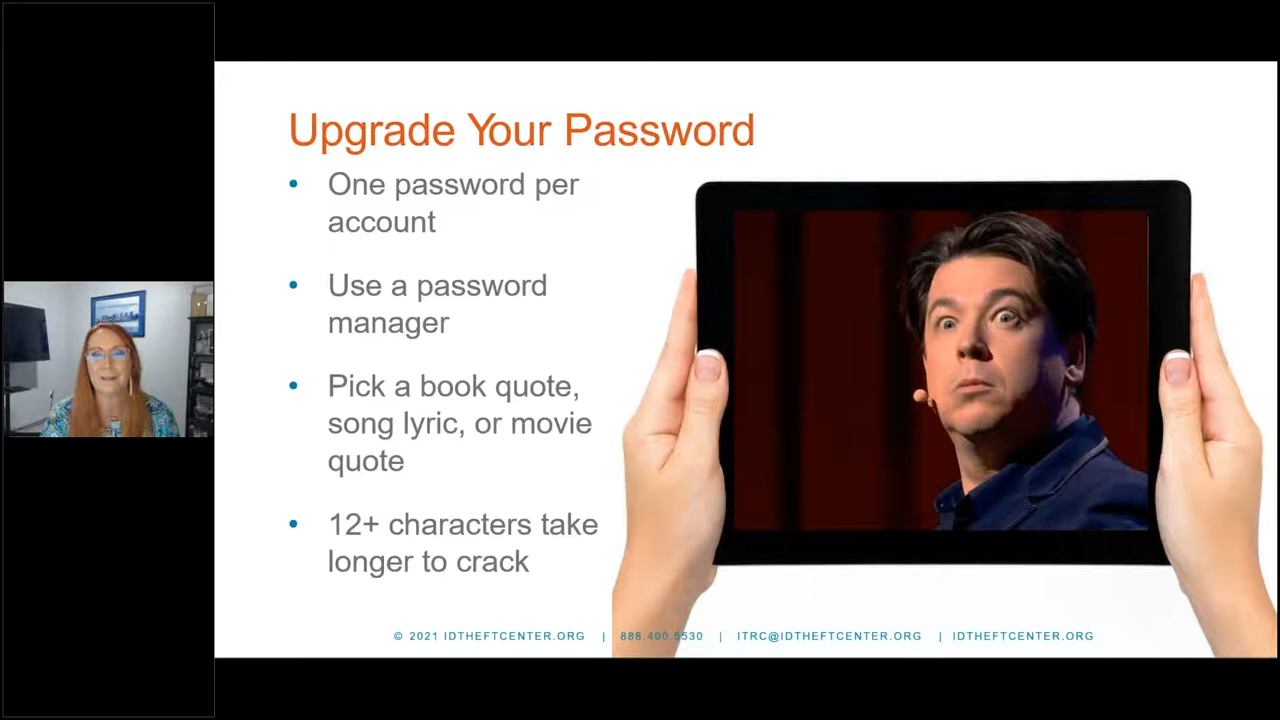 Upgrade Your Password
• One password per
account
• Use a password
manager
• Pick a book quote,
song lyric, or movie
quote
• 12+ characters take
longer to crack
© 2021 IDTHEFTCENTER.ORG | 888.400.5530 | ITRC@IDTHEFTCENTER.ORG | IDTHEFTCENTER.ORG